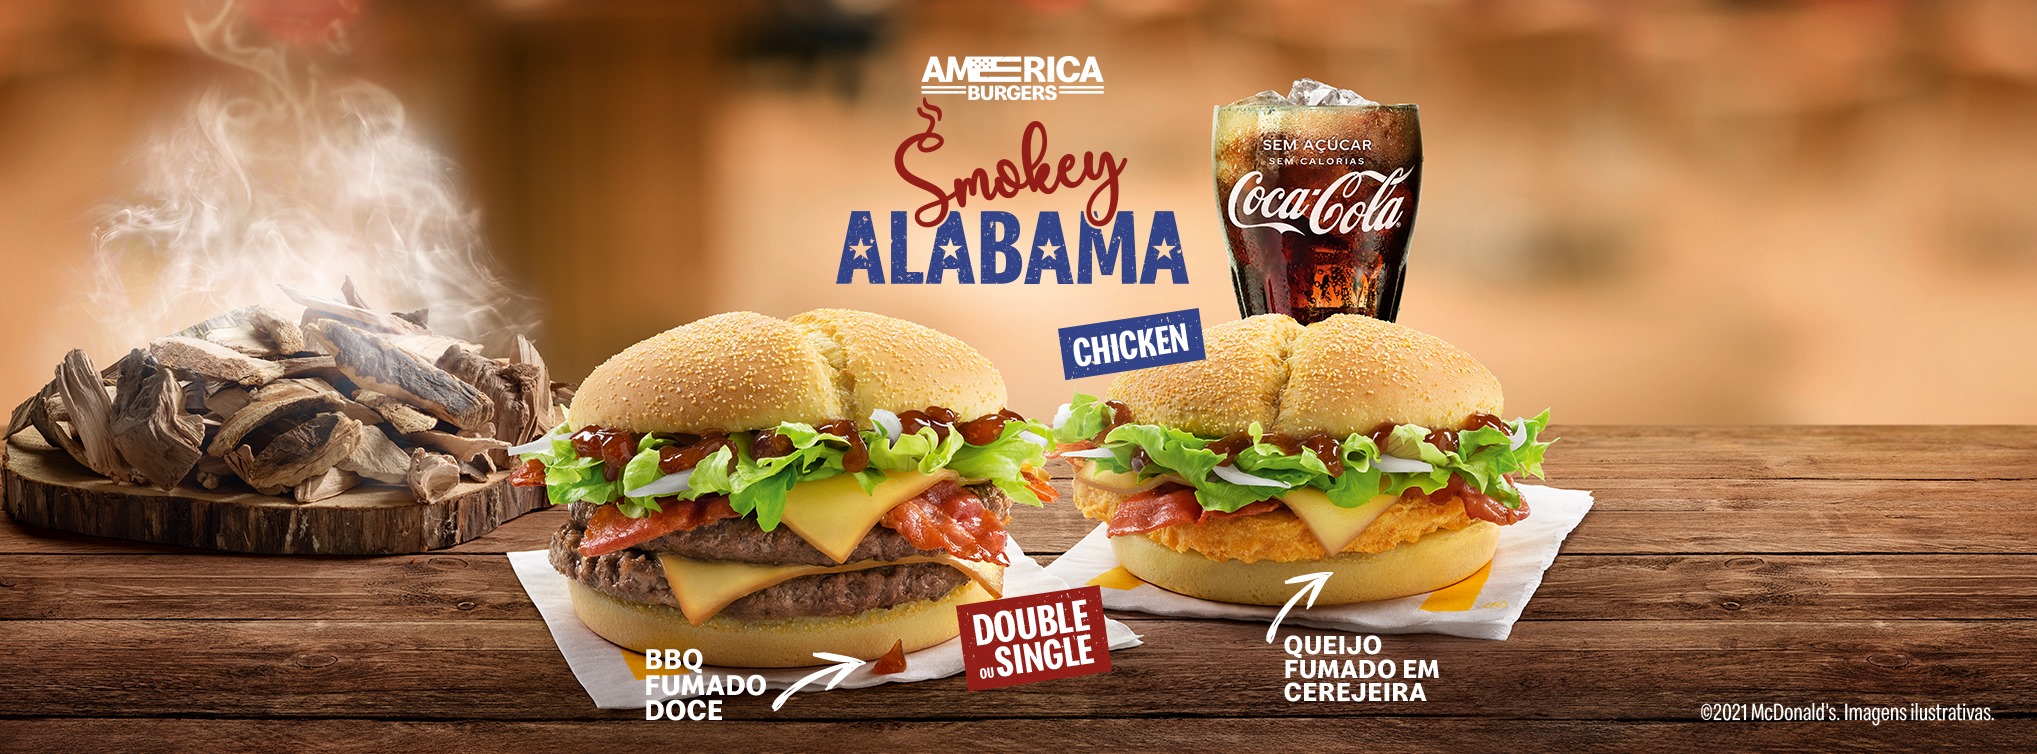 AMERICA
BURGERS
Smokey
ALABAMA
SEM AÇÚCAR
SEM CALORIAS
Coca-Cola
CHICKEN
DOUBLE
OU SINGLE
BBQ
FUMADO
DOCE
QUEIJO
FUMADO EM
CEREJEIRA
©2021 McDonald's. Imagens ilustrativas.